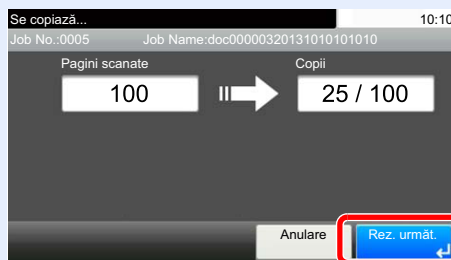 Se copiază... 10:10
Job No.:0005 Job Name:doc00000320131010101010
Pagini scanate Copii
100 25 / 100
Anulare Rez. următ.